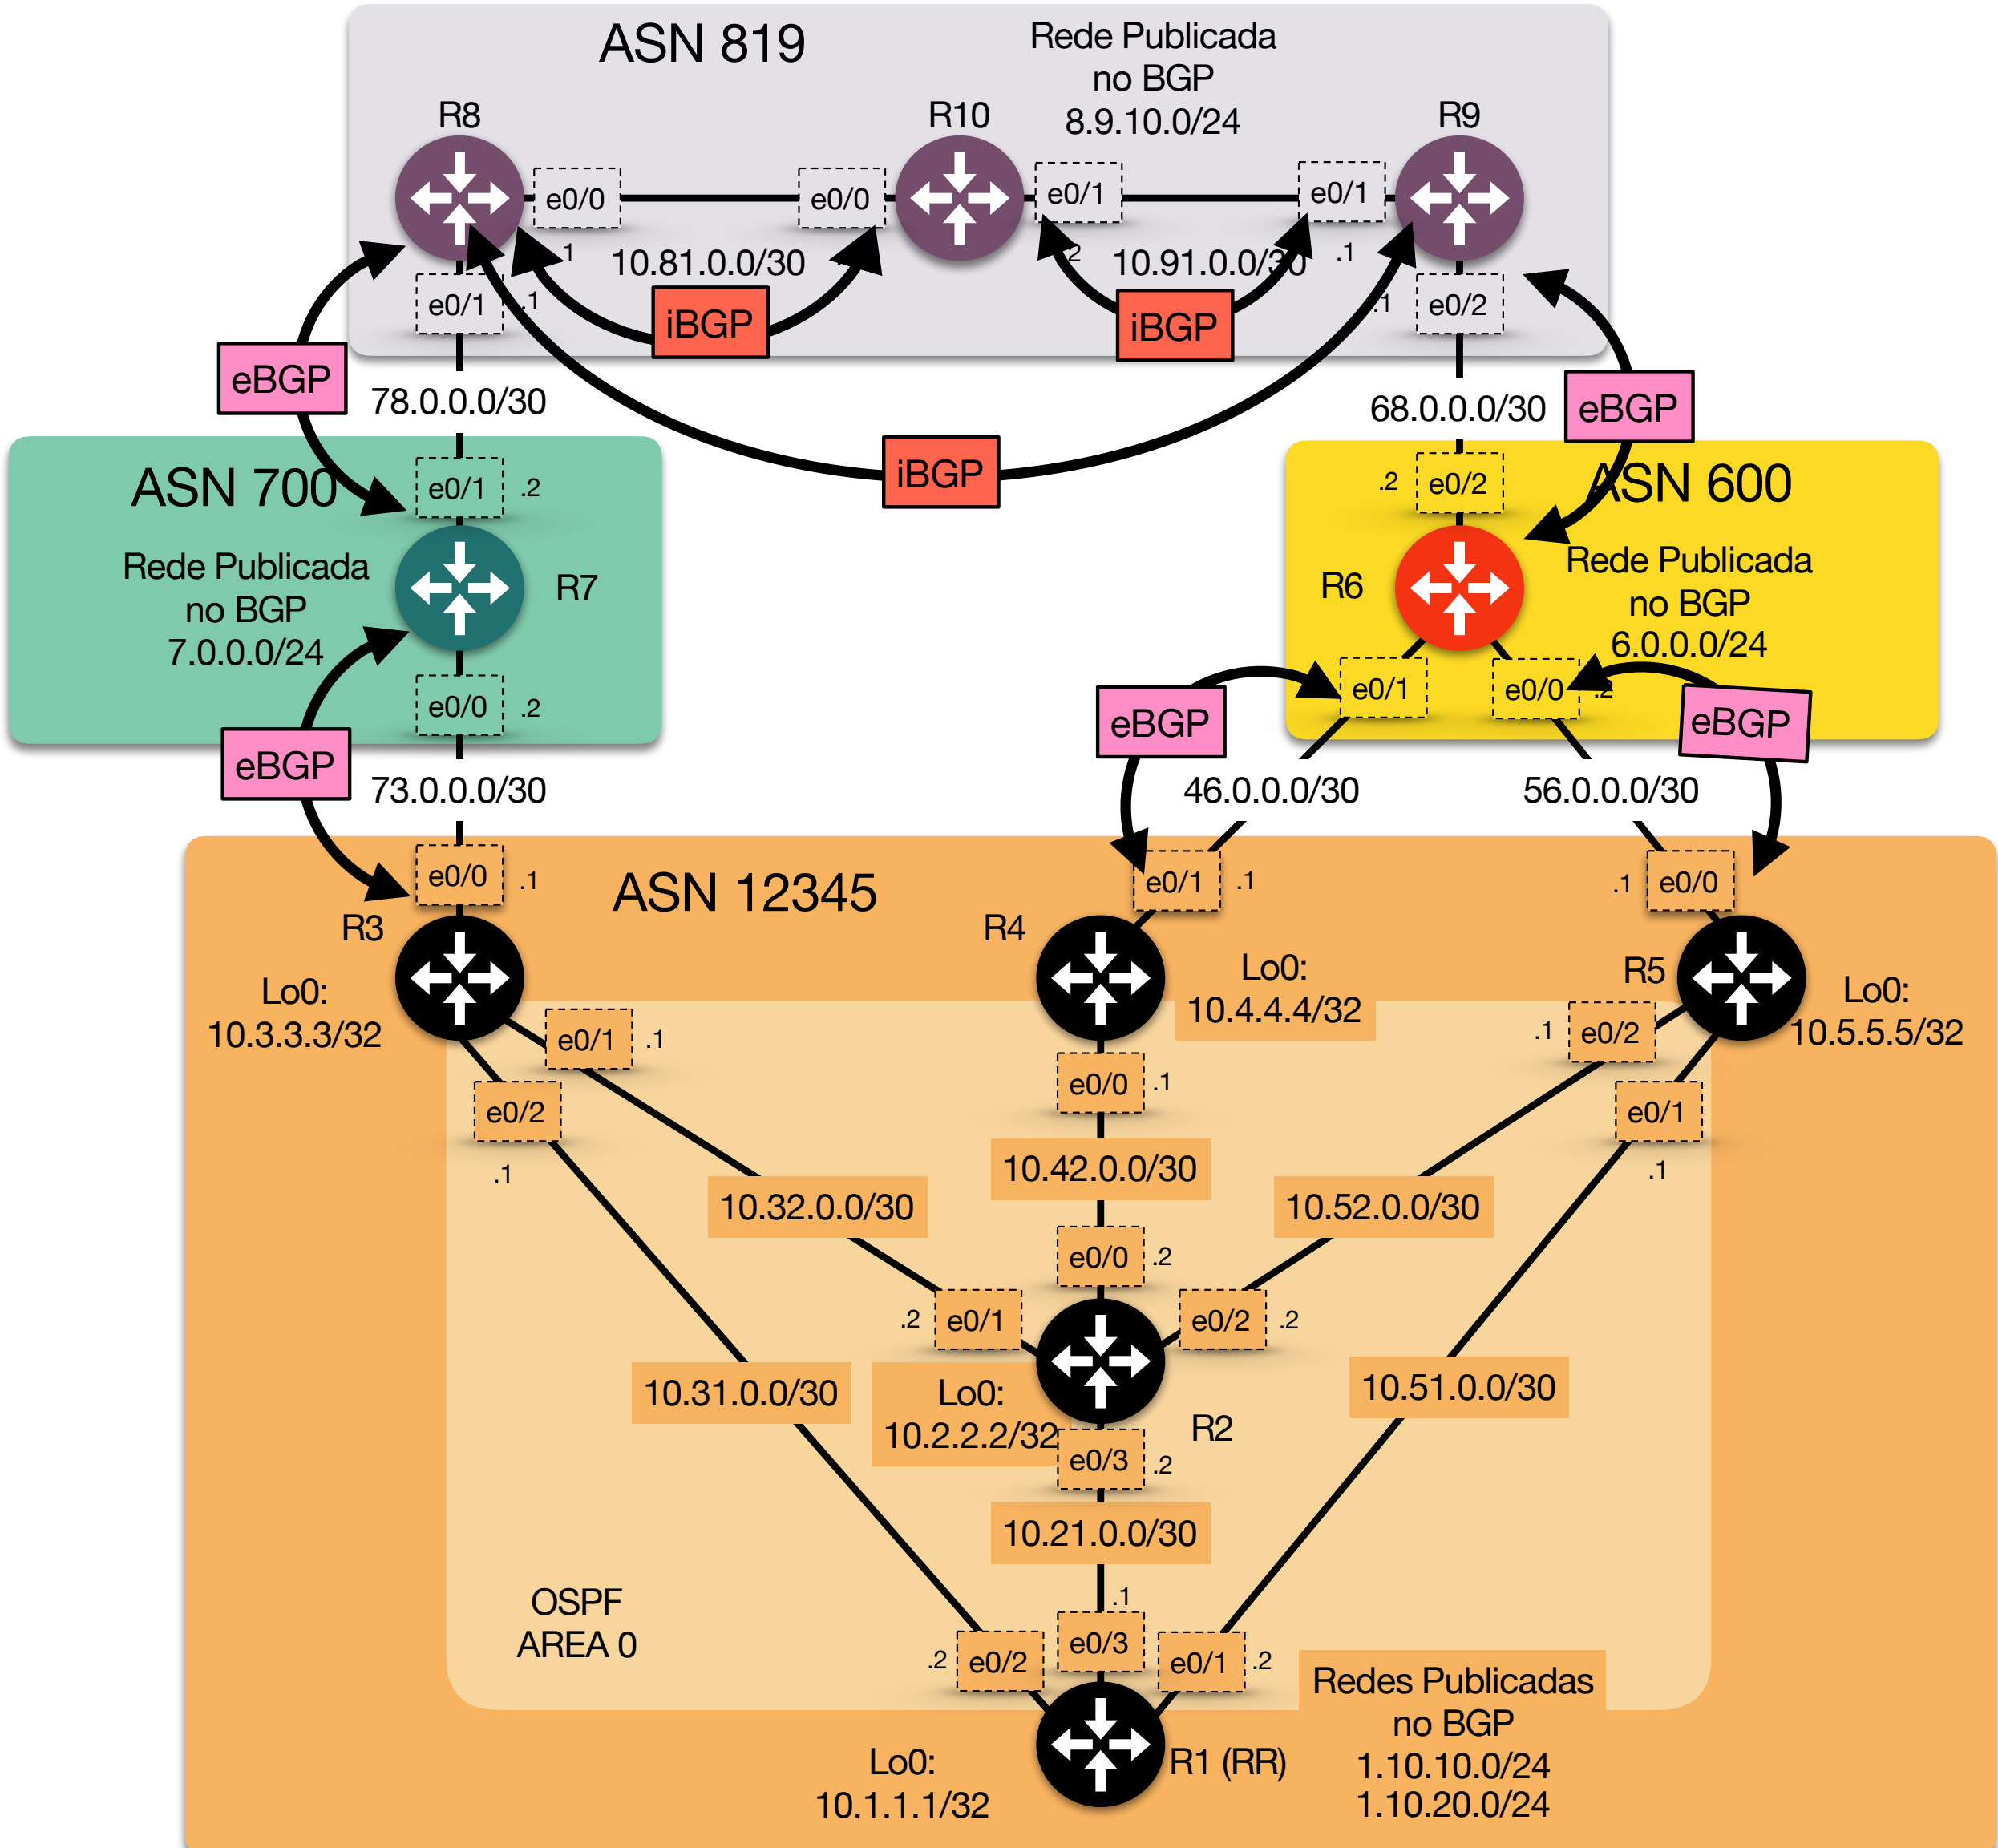 ASN 819
Rede Publicada
no BGP
8.9.10.0/24
R8
R10
R9
e0/0
e0/0
e0/1
e0/1
.1
10.81.0.0/30
.2
10.91.0.0/30
.1
e0/1
.1
iBGP
iBGP
.1
e0/2
eBGP
78.0.0.0/30
68.0.0.0/30
eBGP
iBGP
ASN 700
e0/1
.2
.2
e0/2
ASN 600
Rede Publicada
no BGP
7.0.0.0/24
R7
R6
Rede Publicada
no BGP
6.0.0.0/24
e0/0
.2
e0/1
e0/0
.2
eBGP
eBGP
eBGP
73.0.0.0/30
46.0.0.0/30
56.0.0.0/30
e0/0
.1
ASN 12345
e0/1
.1
.1
e0/0
R3
R4
R5
Lo0:
10.3.3.3/32
Lo0:
10.4.4.4/32
Lo0:
10.5.5.5/32
e0/1
.1
e0/2
.1
e0/0
.1
.1
e0/2
e0/1
.1
10.42.0.0/30
10.32.0.0/30
10.52.0.0/30
e0/0
.2
.2
e0/1
e0/2
.2
10.31.0.0/30
Lo0:
10.2.2.2/32
R2
10.51.0.0/30
e0/3
.2
10.21.0.0/30
OSPF
AREA 0
.1
.2
e0/2
e0/3
e0/1
.2
Redes Publicadas
no BGP
1.10.10.0/24
1.10.20.0/24
Lo0:
10.1.1.1/32
R1 (RR)